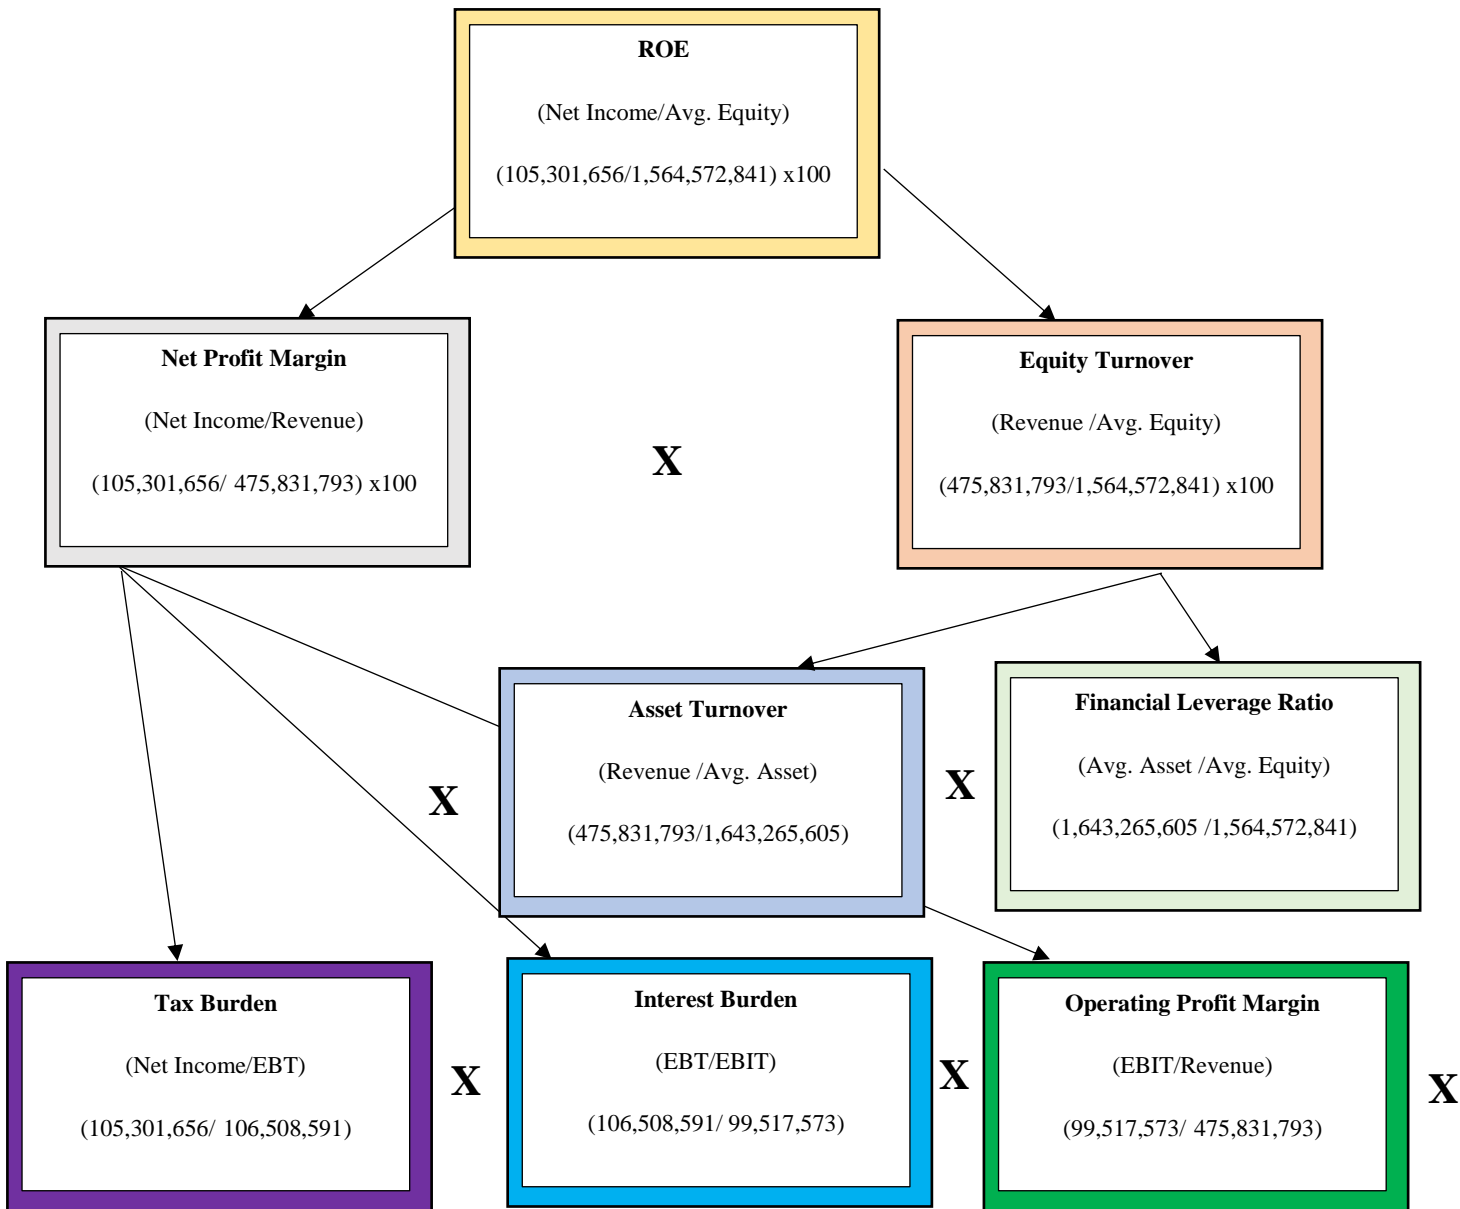 ROE
(Net Income/Avg. Equity)
(105,301,656/1,564,572,841) x100
Net Profit Margin
(Net Income/Revenue)
(105,301,656/ 475,831,793) x100
X
Equity Turnover
(Revenue /Avg. Equity)
(475,831,793/1,564,572,841) x100
X
Asset Turnover
(Revenue /Avg. Asset)
(475,831,793/1,643,265,605)
X
Financial Leverage Ratio
(Avg. Asset /Avg. Equity)
(1,643,265,605 /1,564,572,841)
Tax Burden
(Net Income/EBT)
(105,301,656/ 106,508,591)
X
Interest Burden
(EBT/EBIT)
(106,508,591/ 99,517,573)
X
Operating Profit Margin
(EBIT/Revenue)
(99,517,573/ 475,831,793)
X